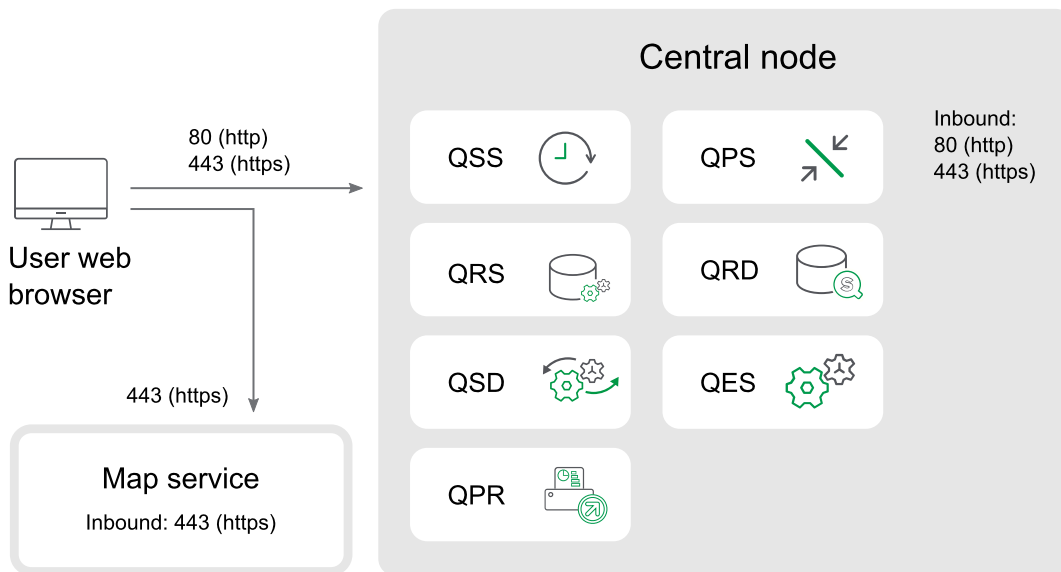 Central node
80 (http)
443 (https)
User web
browser
443 (https)
Map service
Inbound: 443 (https)
QSS
QPS
QRS
QRD
S
QSD
QES
QPR
Inbound:
80 (http)
443 (https)